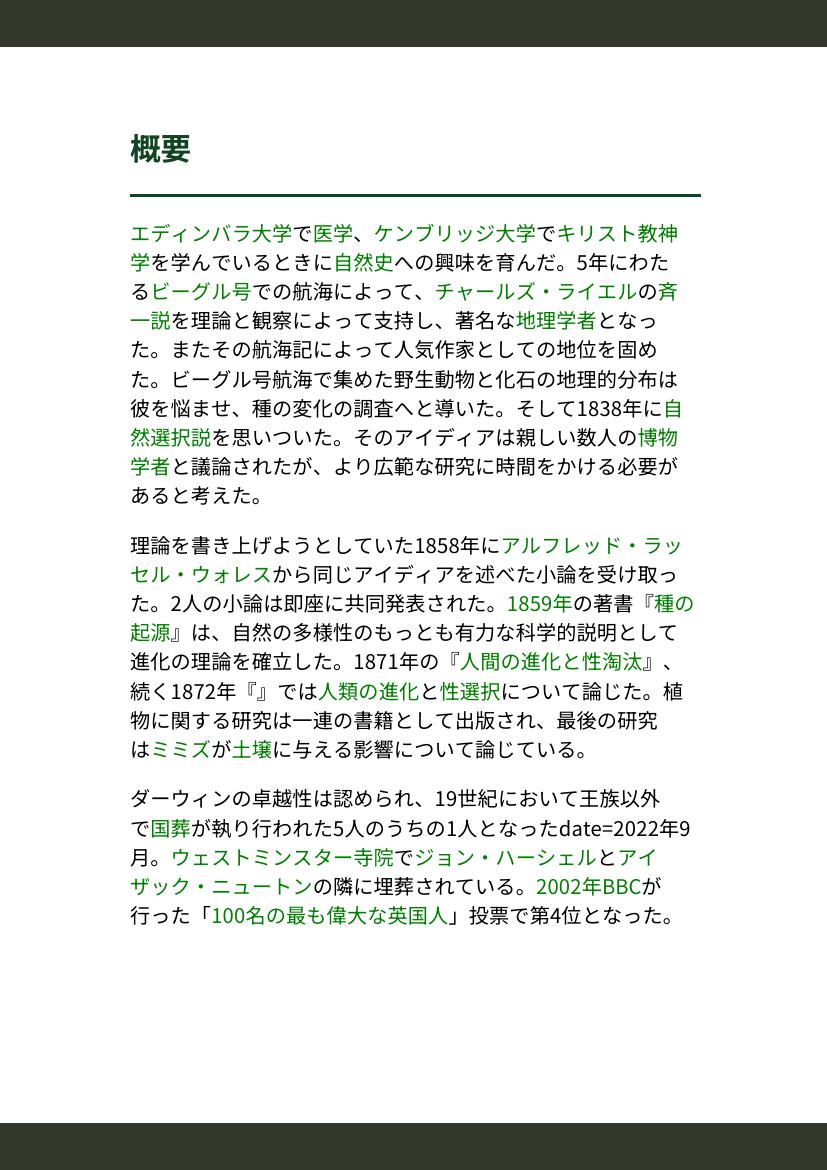 概要
エディンバラ大学で医学、ケンブリッジ大学でキリスト教神
学を学んでいるときに自然史への興味を育んだ。5年にわた
るビーグル号での航海によって、チャールズ・ライエルの斉
一説を理論と観察によって支持し、著名な地理学者となっ
た。またその航海記によって人気作家としての地位を固め
た。ビーグル号航海で集めた野生動物と化石の地理的分布は
彼を悩ませ、種の変化の調査へと導いた。そして1838年に自
然選択説を思いついた。そのアイディアは親しい数人の博物
学者と議論されたが、より広範な研究に時間をかける必要が
あると考えた。
理論を書き上げようとしていた1858年にアルフレッド・ラッ
セル・ウォレスから同じアイディアを述べた小論を受け取っ
た。2人の小論は即座に共同発表された。1859年の著書『種の
起源』は、自然の多様性のもっとも有力な科学的説明として
進化の理論を確立した。1871年の『人間の進化と性淘汰』、
続く1872年『』では人類の進化と性選択について論じた。植
物に関する研究は一連の書籍として出版され、最後の研究
はミミズが土壌に与える影響について論じている。
ダーウィンの卓越性は認められ、19世紀において王族以外
で国葬が執り行われた5人のうちの1人となったdate=2022年9
月。ウェストミンスター寺院でジョン・ハーシェルとアイ
ザック・ニュートンの隣に埋葬されている。2002年BBCが
行った「100名の最も偉大な英国人」投票で第4位となった。